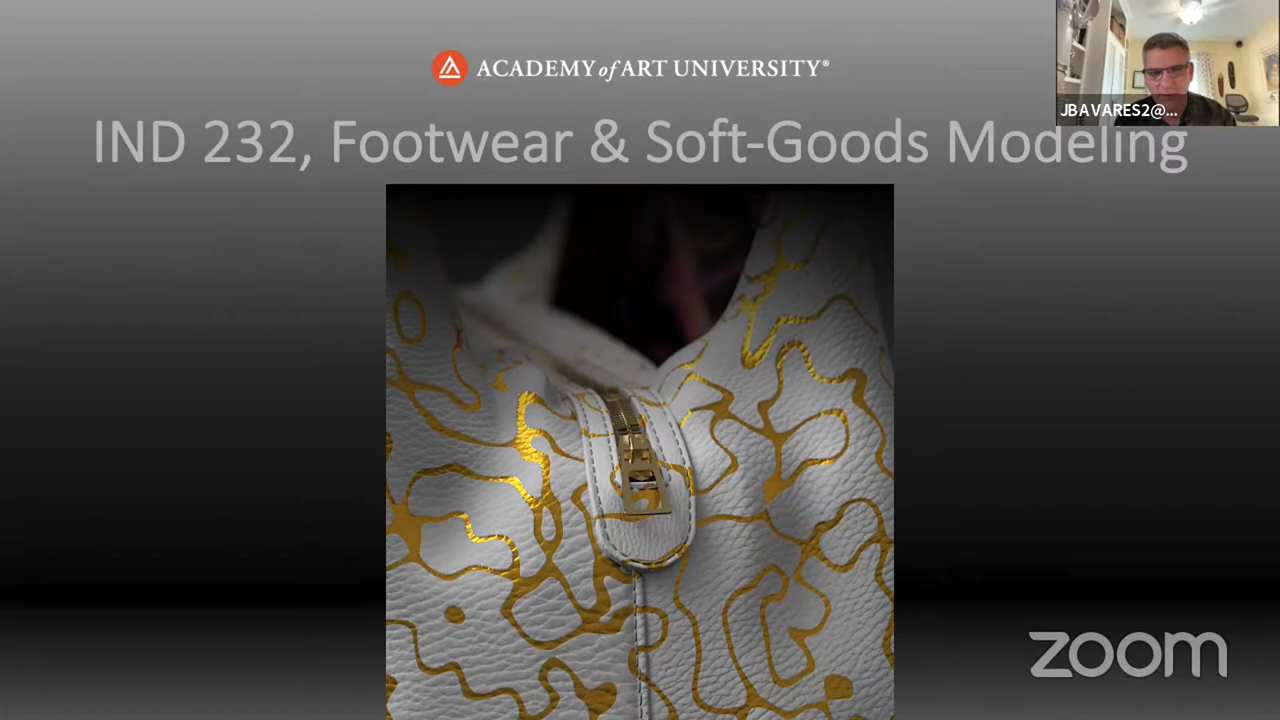 ACADEMY of ART UNIVERSITY®
JBAVARES2@...
IND 232, Footwear & Soft-Goods Modeling
zoom